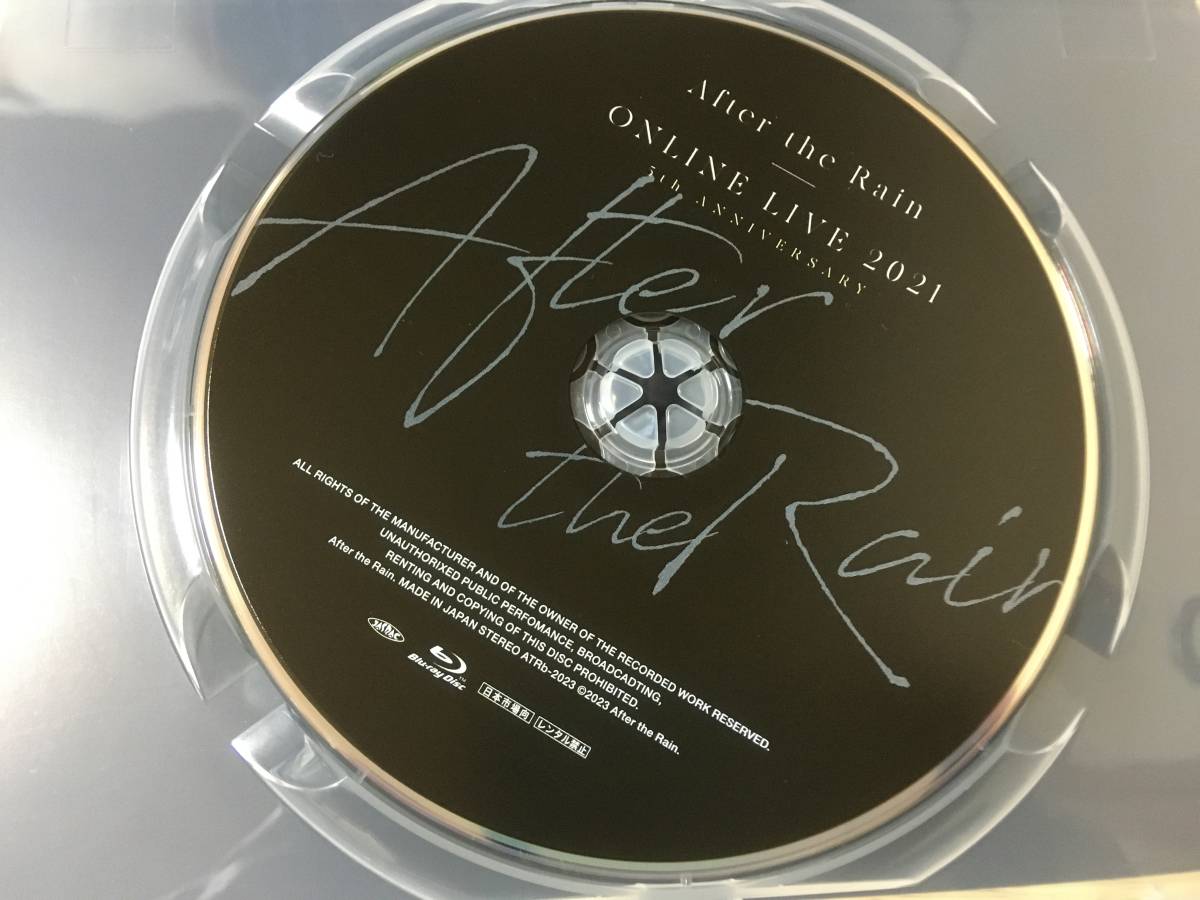 After the Rain
ONLINE LIVE 2021
5th ANNIVERSARY
After
the Rain
ALL RIGHTS OF THE MANUFACTURER AND OF THE OWNER OF THE RECORDED WORK RESERVED.
UNAUTHORIXED PUBLIC PERFOMANCE, BROADCADTING,
RENTING AND COPYING OF THIS DISC PROHIBITED.
After the Rain. MADE IN JAPAN STEREO ATRb-2023 ©2023 After the Rain.
JASRAC
Blu-ray Disc™
日本市場向
レンタル禁止